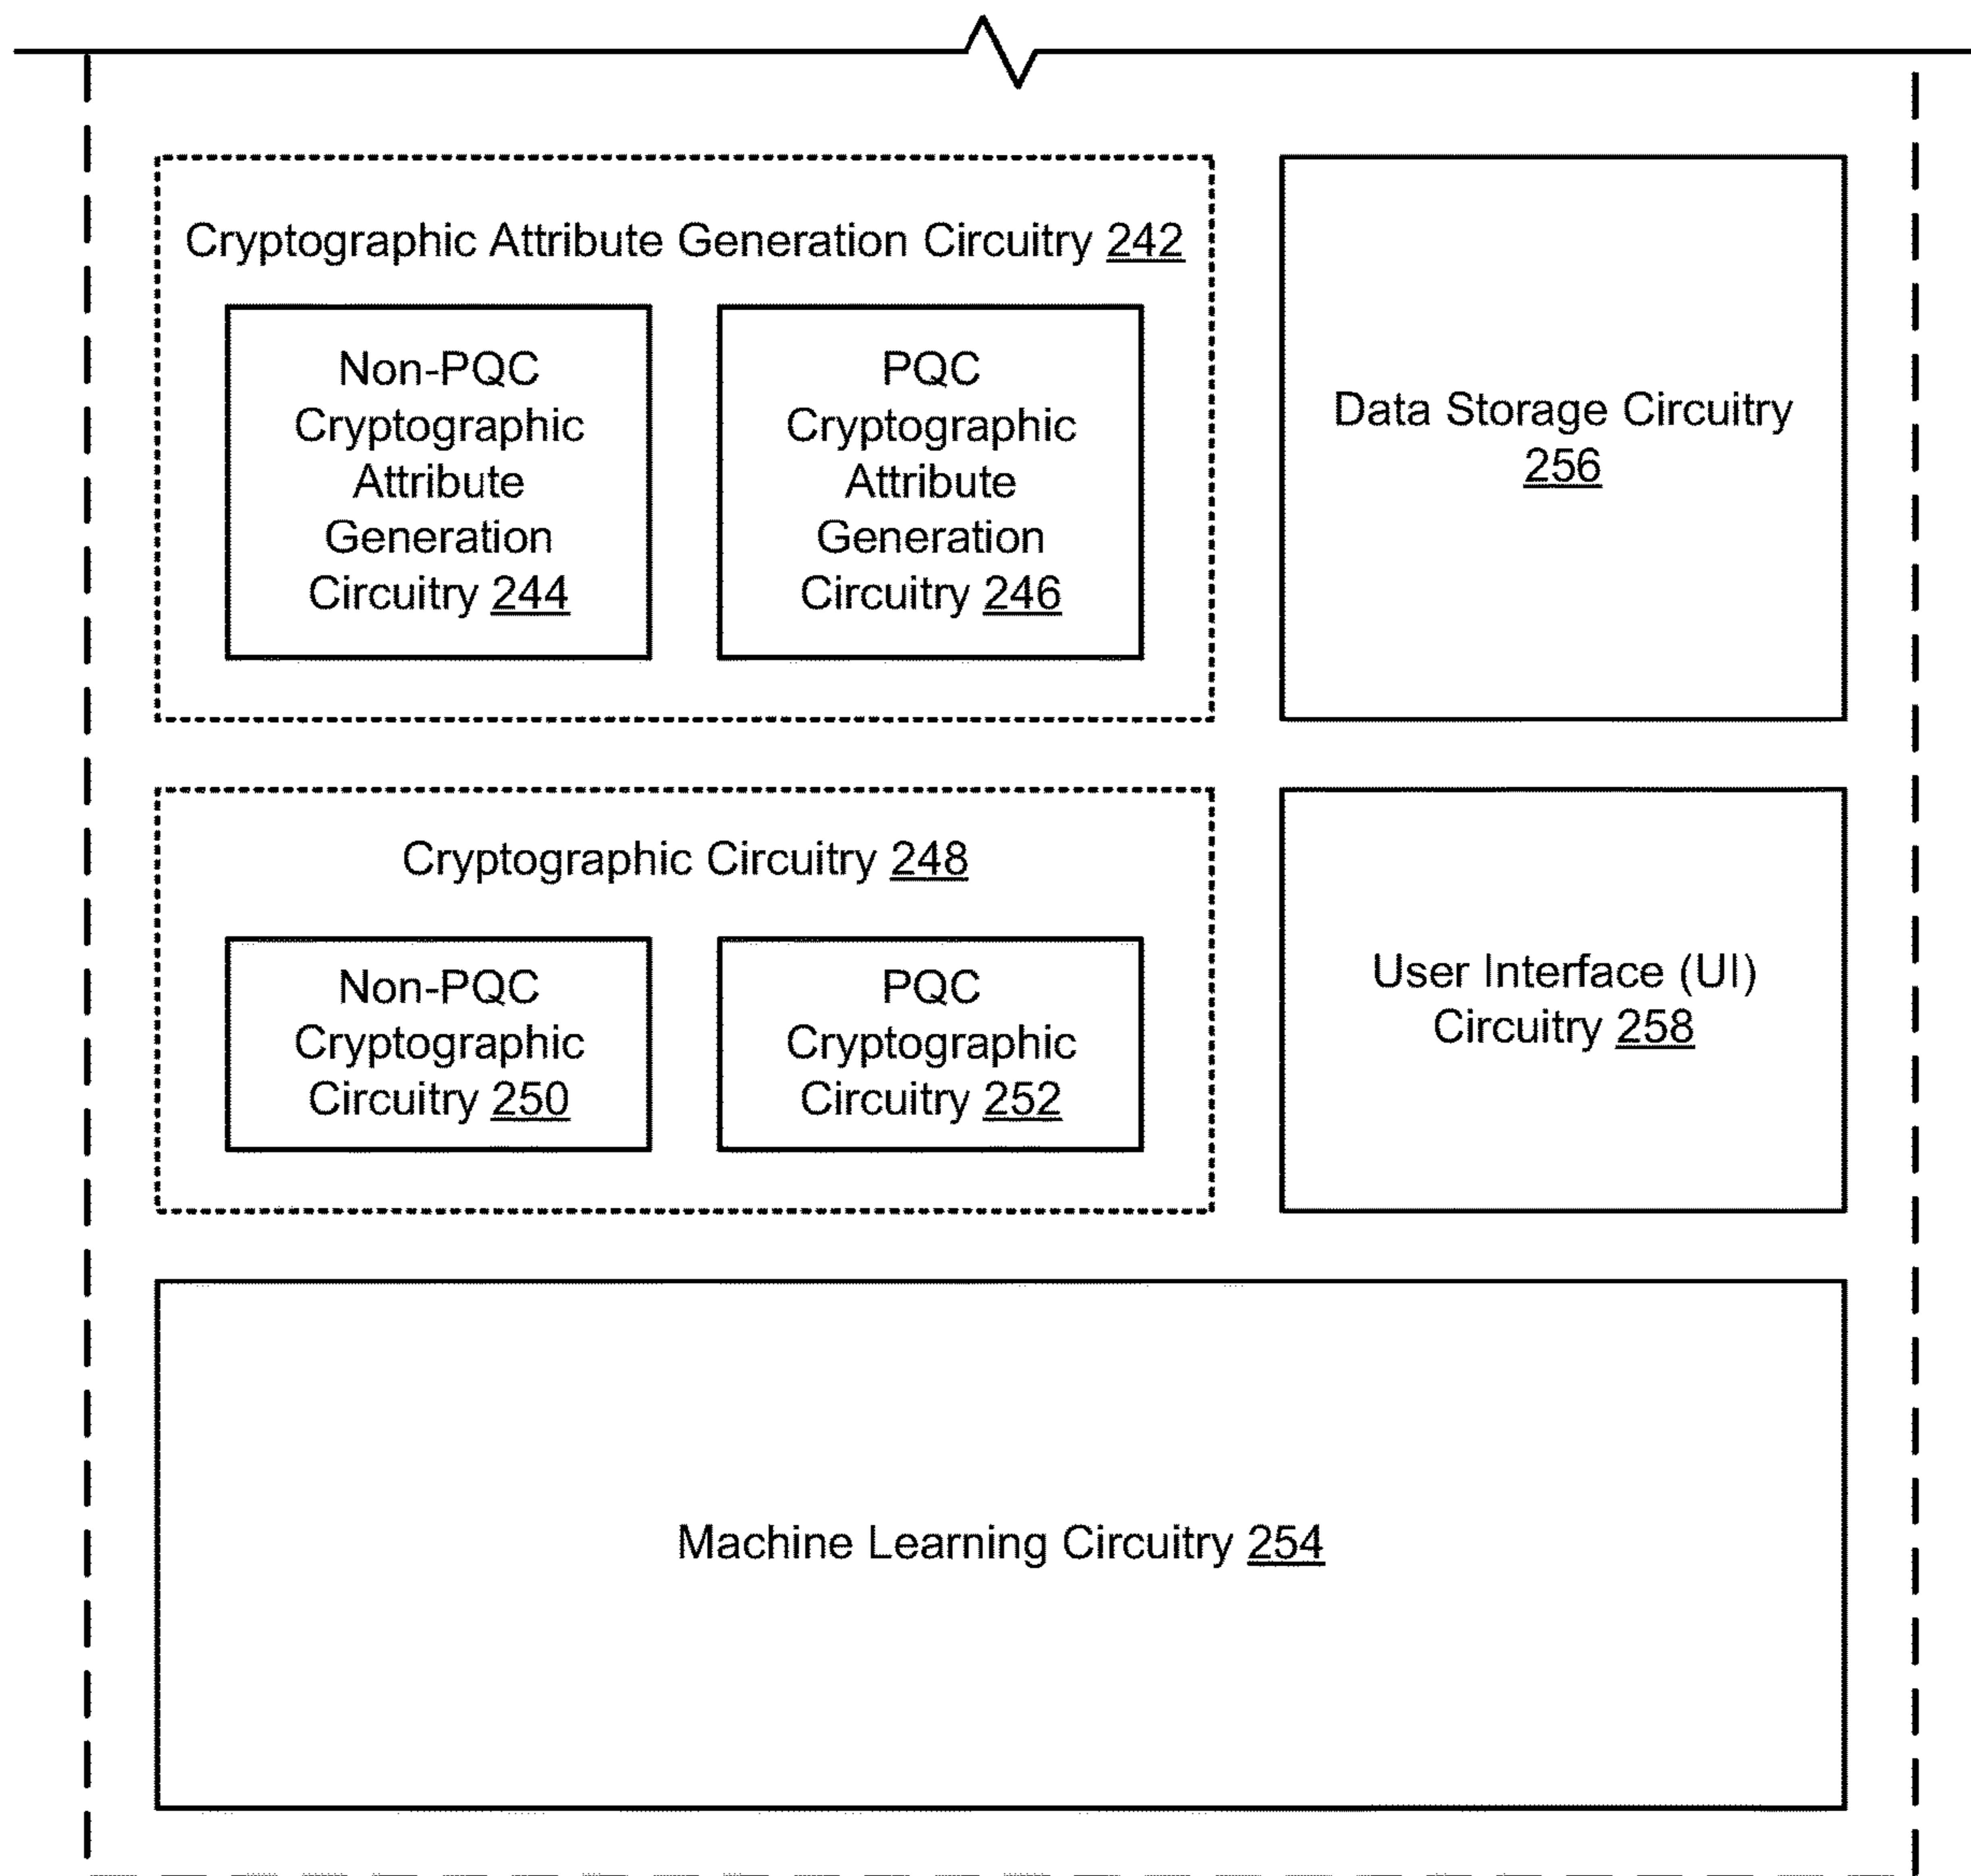 Cryptographic Attribute Generation Circuitry 242
Non-PQC
Cryptographic
Attribute
Generation
Circuitry 244
PQC
Cryptographic
Attribute
Generation
Circuitry 246
Data Storage Circuitry
256
Cryptographic Circuitry 248
Non-PQC
Cryptographic
Circuitry 250
PQC
Cryptographic
Circuitry 252
User Interface (UI)
Circuitry 258
Machine Learning Circuitry 254